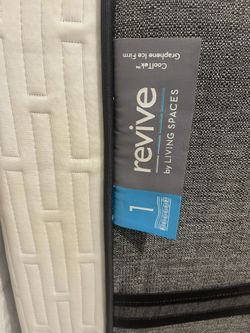 CoolTek™
Graphene Ice Firm
revive
by LIVING SPACES
1